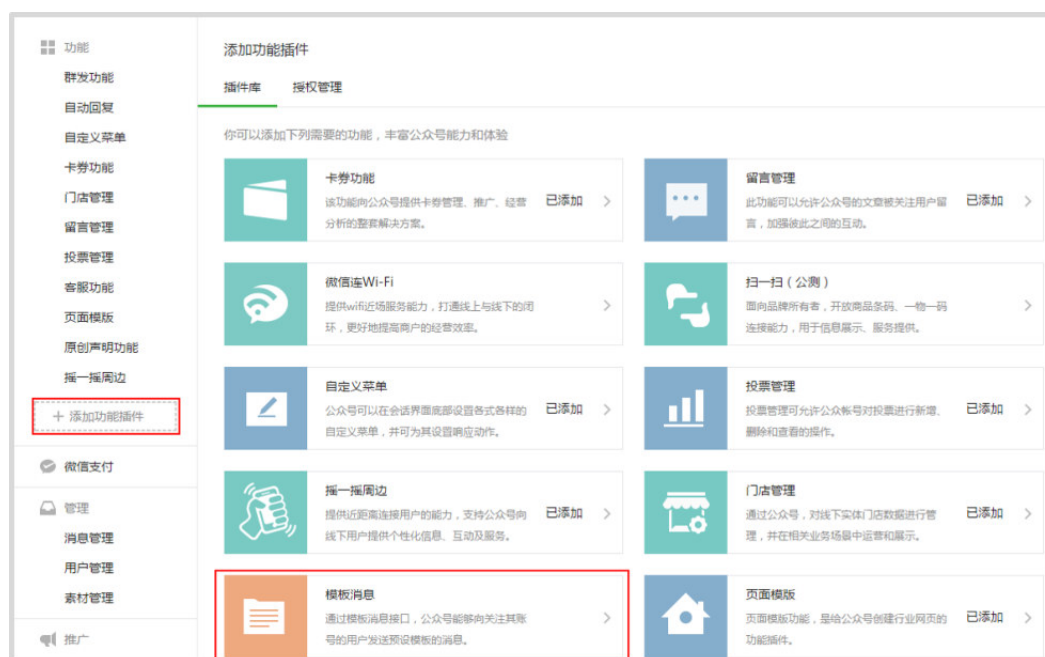 功能
群发功能
自动回复
自定义菜单
卡券功能
门店管理
留言管理
投票管理
客服功能
页面模版
原创声明功能
摇一摇周边
+ 添加功能插件
微信支付
管理
消息管理
用户管理
素材管理
推广
添加功能插件
插件库 授权管理
你可以添加下列需要的功能，丰富公众号能力和体验
卡券功能
该功能向公众号提供卡券管理、推广、经营
分析的整套解决方案。
已添加
留言管理
此功能可以允许公众号的文章被关注用户留
言，加强彼此之间的互动。
已添加
微信连Wi-Fi
提供wifi近场服务能力，打通线上与线下的闭
环，更好地提高商户的经营效率。
扫一扫（公测）
面向品牌所有者，开放商品条码、一物一码
连接能力，用于信息展示、服务提供。
自定义菜单
公众号可以在会话界面底部设置各式各样的
自定义菜单，并可为其设置响应动作。
已添加
投票管理
投票管理可允许公众帐号对投票进行新增、
删除和查看的操作。
已添加
摇一摇周边
提供近距离连接用户的能力，支持公众号向
线下用户提供个性化信息、互动及服务。
已添加
门店管理
通过公众号，对线下实体门店数据进行管
理，并在相关业务场景中运营和展示。
已添加
模板消息
通过模板消息接口，公众号能够向关注其账
号的用户发送预设模板的消息。
页面模版
页面模版功能，是给公众号创建行业网页的
功能插件。
已添加